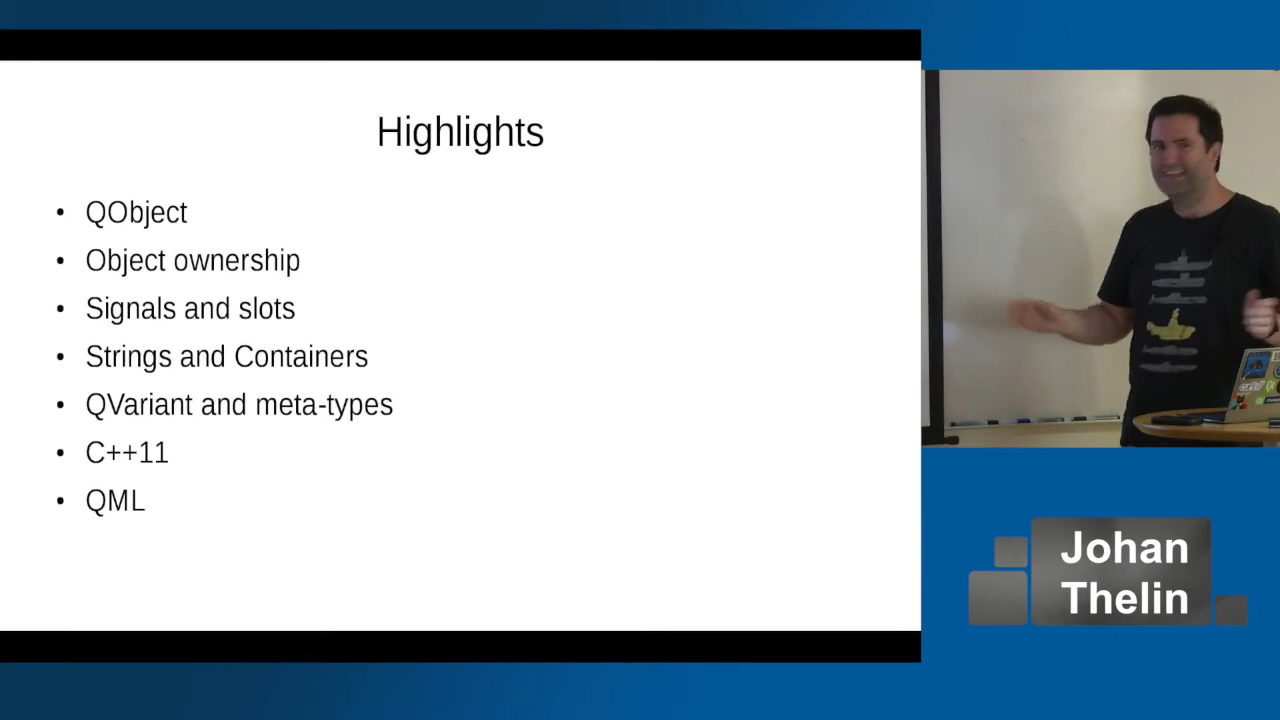 Highlights
• QObject
• Object ownership
• Signals and slots
• Strings and Containers
• QVariant and meta-types
• C++11
• QML
Johan
Thelin